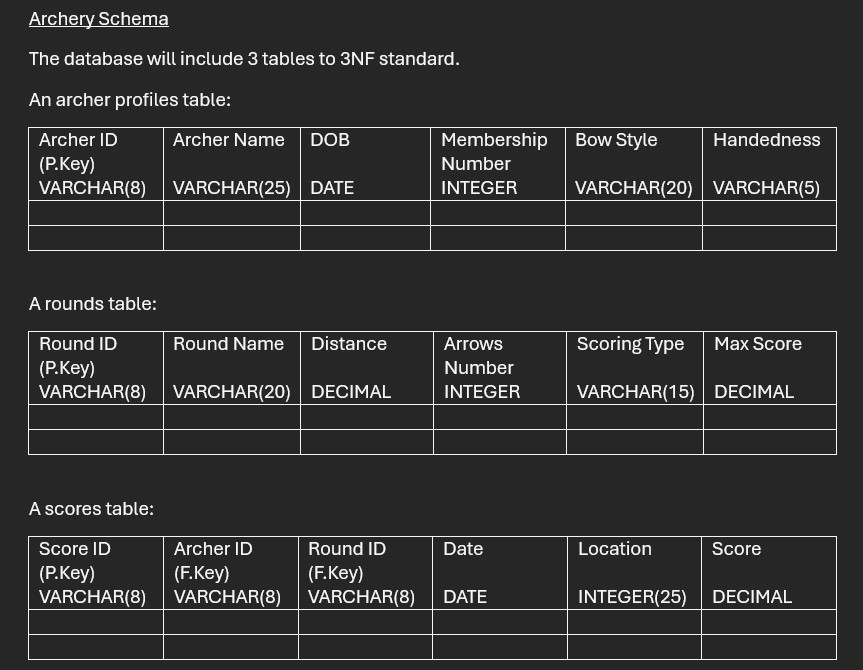 Archery Schema
The database will include 3 tables to 3NF standard.
An archer profiles table:
Archer ID Archer Name DOB Membership Bow Style Handedness
(P.Key) Number
VARCHAR(8) VARCHAR(25) DATE INTEGER VARCHAR(20) VARCHAR(5)
A rounds table:
Round ID Round Name Distance Arrows Scoring Type Max Score
(P.Key) Number
VARCHAR(8) VARCHAR(20) DECIMAL INTEGER VARCHAR(15) DECIMAL
A scores table:
Score ID Archer ID Round ID Date Location Score
(P.Key) (F.Key) (F.Key)
VARCHAR(8) VARCHAR(8) VARCHAR(8) DATE INTEGER(25) DECIMAL